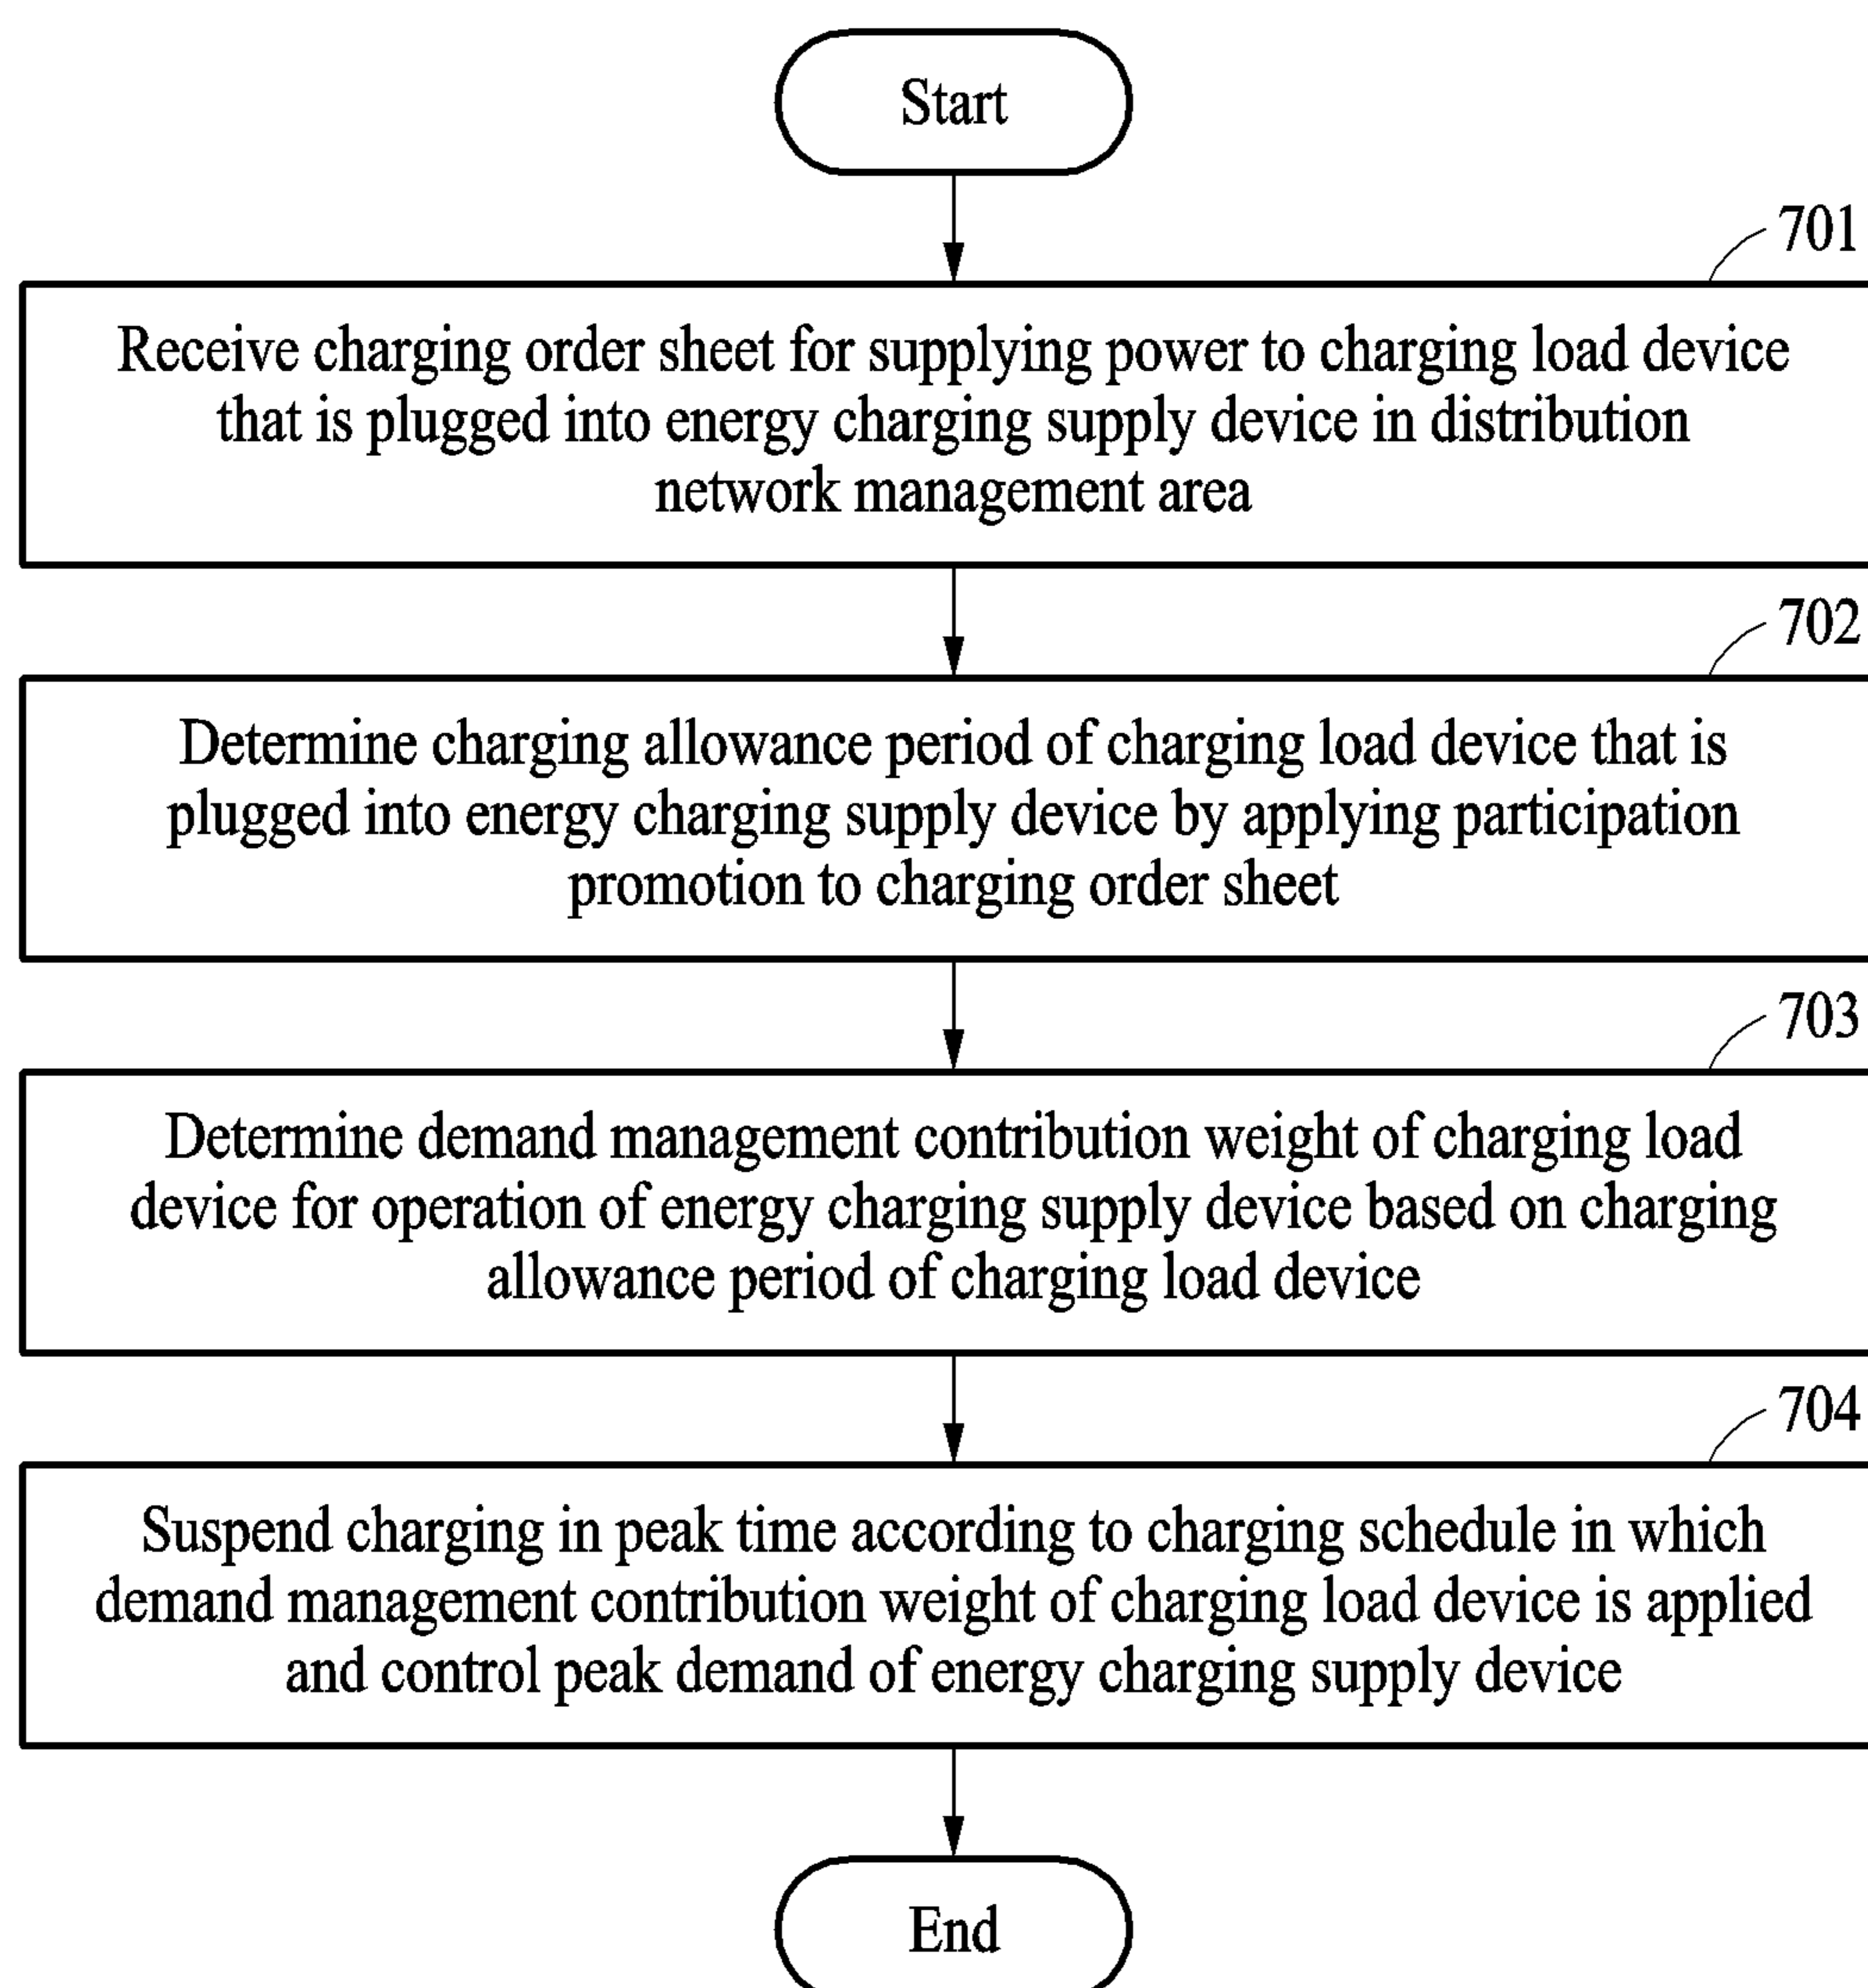 Start
701
Receive charging order sheet for supplying power to charging load device
that is plugged into energy charging supply device in distribution
network management area
702
Determine charging allowance period of charging load device that is
plugged into energy charging supply device by applying participation
promotion to charging order sheet
703
Determine demand management contribution weight of charging load
device for operation of energy charging supply device based on charging
allowance period of charging load device
704
Suspend charging in peak time according to charging schedule in which
demand management contribution weight of charging load device is applied
and control peak demand of energy charging supply device
End